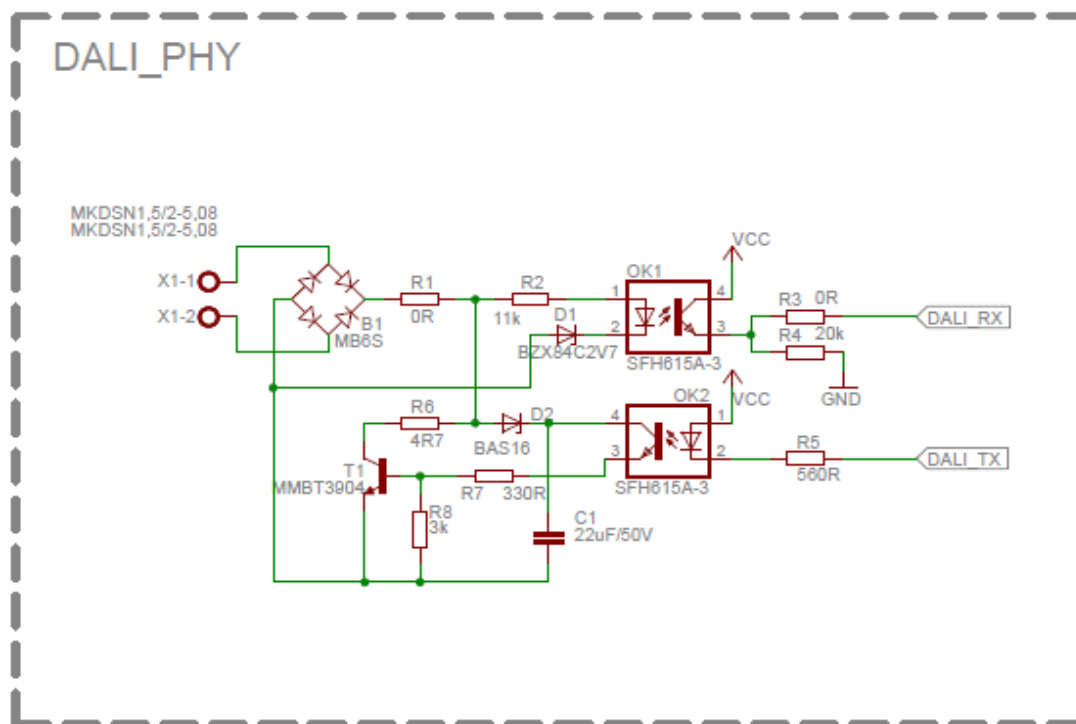 DALI_PHY
MKDSN1,5/2-5,08
MKDSN1,5/2-5,08
X1-1
X1-2
B1
MB6S
R1
0R
R2
11k
D1
BZX84C2V7
OK1
1
2
4
3
SFH615A-3
VCC
R3
0R
R4
20k
DALI_RX
GND
R6
4R7
D2
BAS16
OK2
4
3
1
2
SFH615A-3
VCC
R5
560R
DALI_TX
T1
MMBT3904
R7
330R
R8
3k
C1
22uF/50V